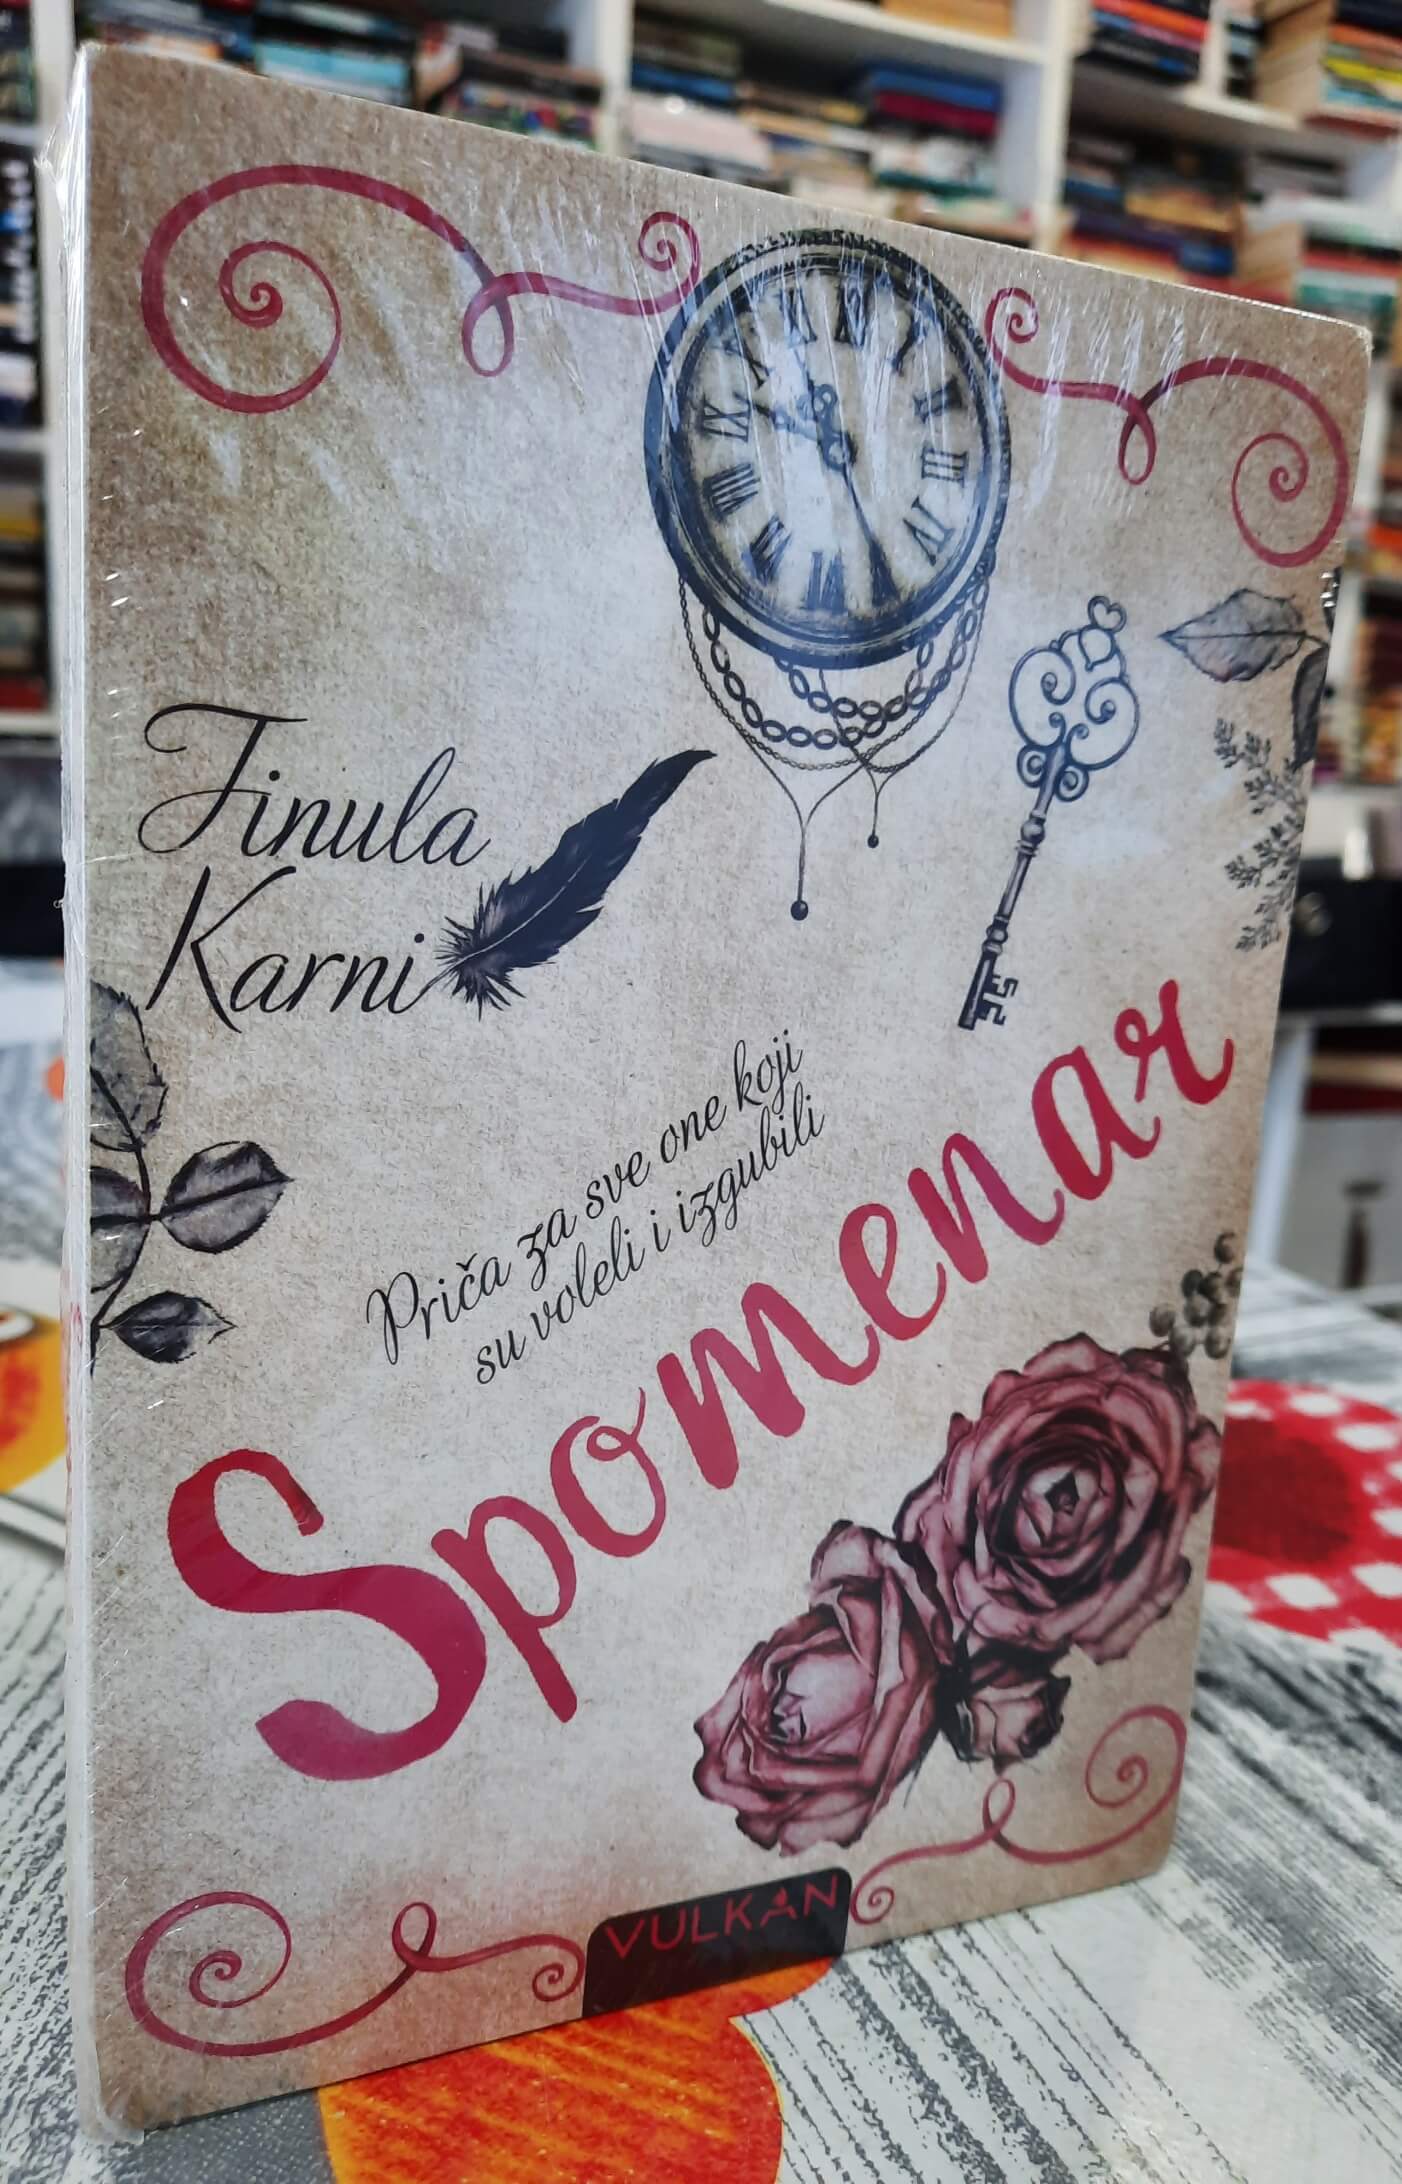 Finula
Karni
Priča za sve one koji
su voleli i izgubili
Spomenar
VULKAN